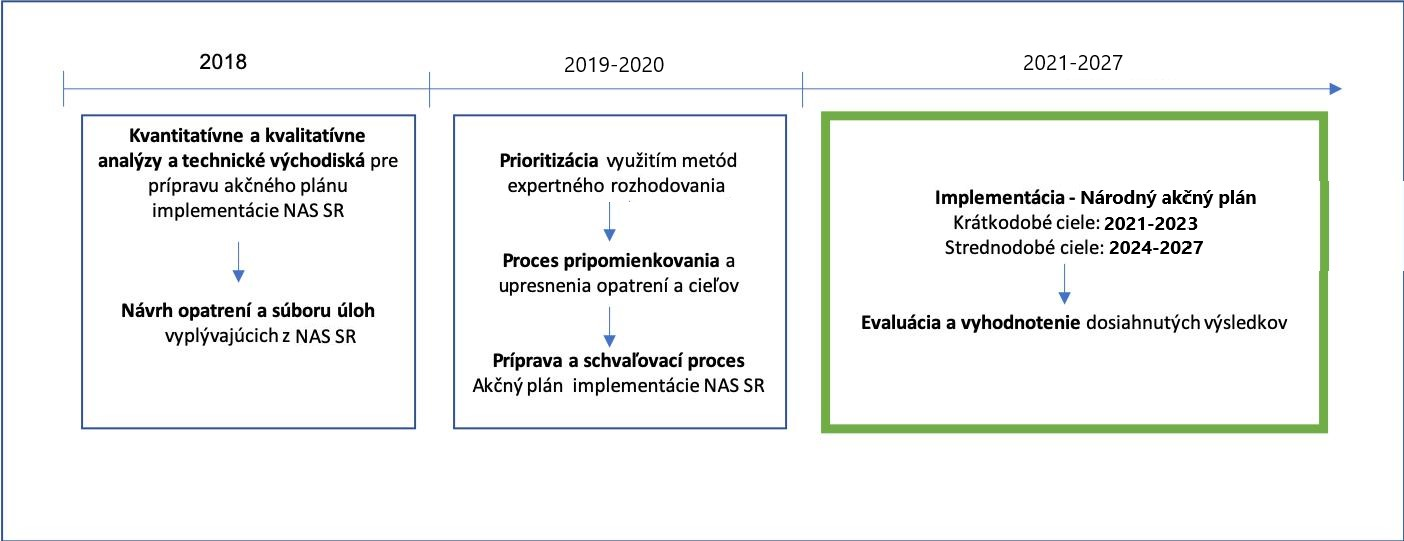 2018
2019-2020
2021-2027
Kvantitatívne a kvalitatívne
analýzy a technické východiská pre
prípravu akčného plánu
implementácie NAS SR
Návrh opatrení a súboru úloh
vyplývajúcich z NAS SR
Prioritizácia využitím metód
expertného rozhodovania
Proces pripomienkovania a
upresnenia opatrení a cieľov
Príprava a schvaľovací proces
Akčný plán implementácie NAS SR
Implementácia - Národný akčný plán
Krátkodobé ciele: 2021-2023
Strednodobé ciele: 2024-2027
Evaluácia a vyhodnotenie dosiahnutých výsledkov